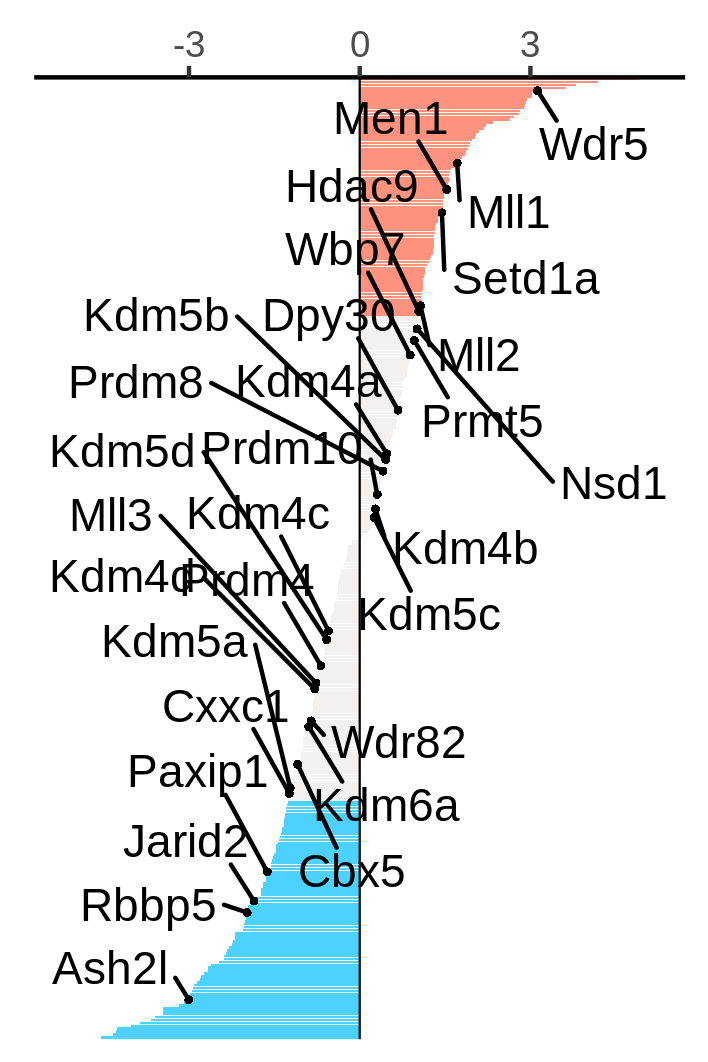 -3 0 3
Men1
Wdr5
Hdac9
Mll1
Wbp7
Setd1a
Kdm5b
Dpy30
Mll2
Prdm8
Kdm4a
Prmt5
Kdm5d
Prdm10
Nsd1
Mll3
Kdm4c
Kdm4b
Kdm4d
Prdm4
Kdm5c
Kdm5a
Cxxc1
Wdr82
Paxip1
Kdm6a
Jarid2
Cbx5
Rbbp5
Ash2l